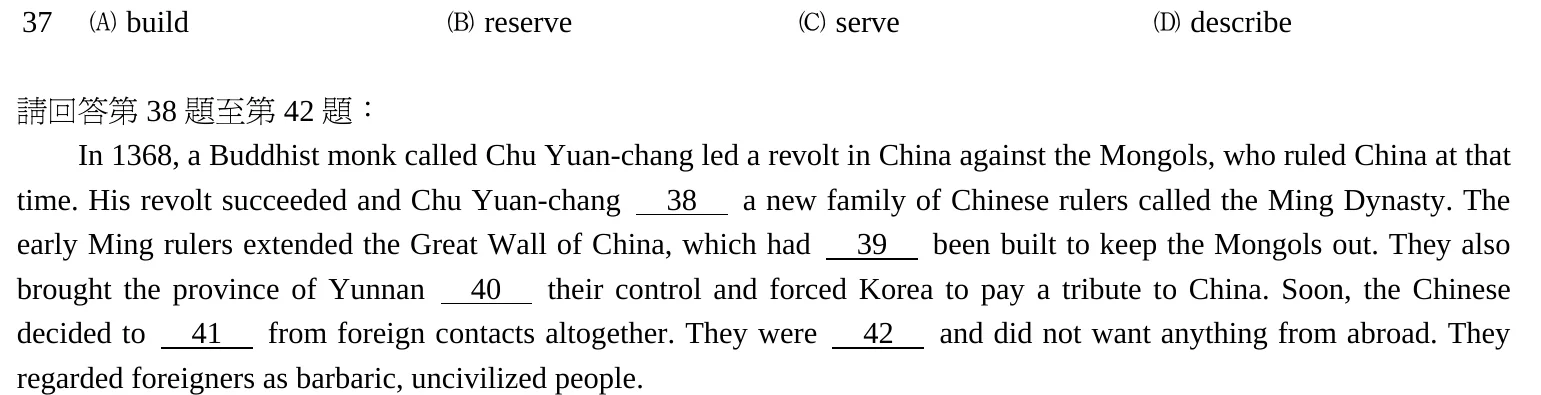 37 (A) build (B) reserve (C) serve (D) describe
請回答第 38 題至第 42 題：
In 1368, a Buddhist monk called Chu Yuan-chang led a revolt in China against the Mongols, who ruled China at that
time. His revolt succeeded and Chu Yuan-chang 38 a new family of Chinese rulers called the Ming Dynasty. The
early Ming rulers extended the Great Wall of China, which had 39 been built to keep the Mongols out. They also
brought the province of Yunnan 40 their control and forced Korea to pay a tribute to China. Soon, the Chinese
decided to 41 from foreign contacts altogether. They were 42 and did not want anything from abroad. They
regarded foreigners as barbaric, uncivilized people.